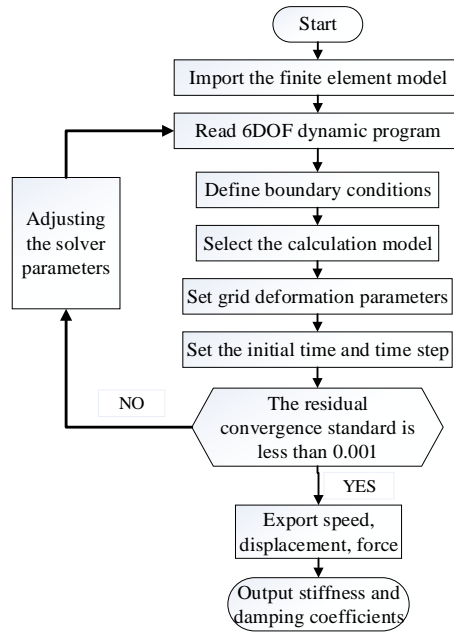 Start
Import the finite element model
Read 6DOF dynamic program
Define boundary conditions
Adjusting
the solver
parameters
Select the calculation model
Set grid deformation parameters
Set the initial time and time step
NO
The residual
convergence standard is
less than 0.001
YES
Export speed,
displacement, force
Output stiffness and
damping coefficients